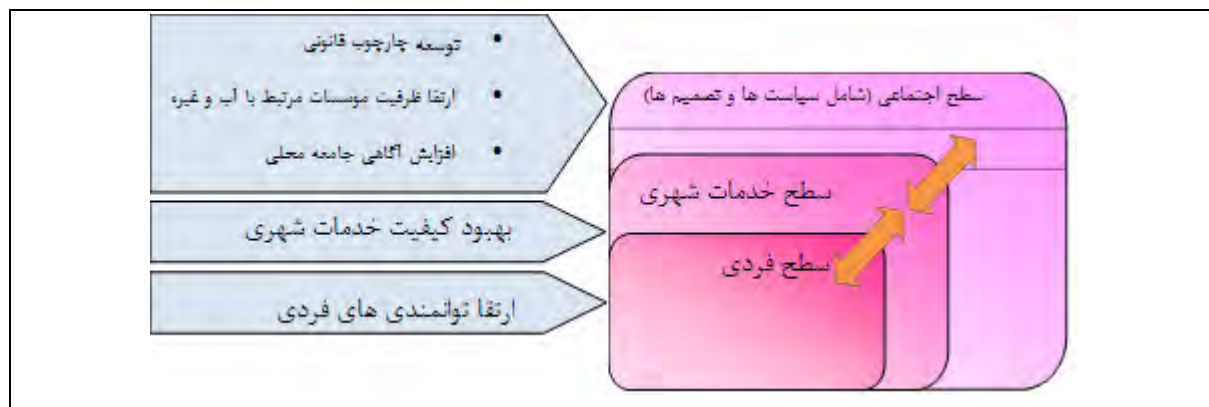 • توسعه چارچوب قانونی
• ارتقا ظرفیت موسسات مرتبط با آب و غیره
• افزایش آگاهی جامعه محلی
بهبود کیفیت خدمات شهری
ارتقا توانمندی های فردی
سطح اجتماعی (شامل سیاست ها و تصمیم ها)
سطح خدمات شهری
سطح فردی